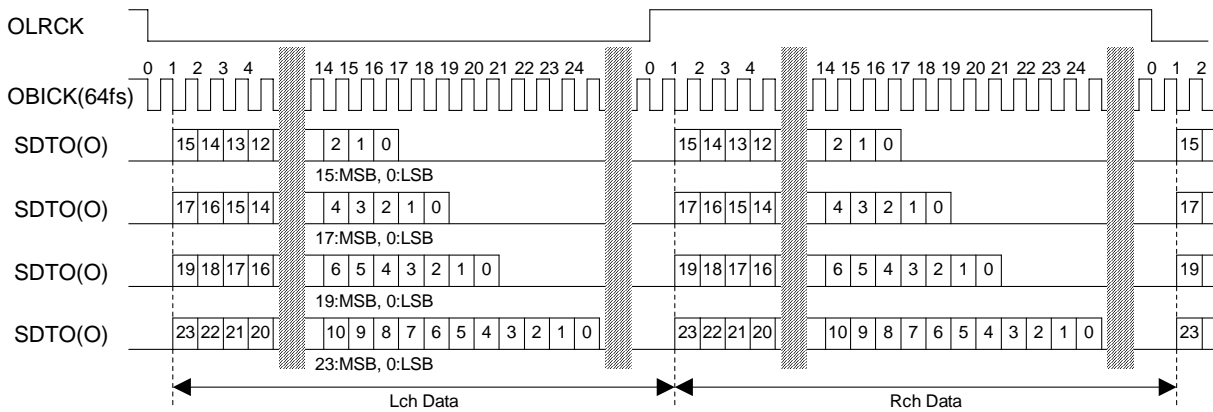 OLRCK
0 1 2 3 4 14 15 16 17 18 19 20 21 22 23 24 0 1 2 3 4 14 15 16 17 18 19 20 21 22 23 24 0 1 2
OBICK(64fs)
SDTO(O) 15 14 13 12 2 1 0 15 14 13 12 2 1 0 15
15:MSB, 0:LSB
SDTO(O) 17 16 15 14 4 3 2 1 0 17 16 15 14 4 3 2 1 0 17
17:MSB, 0:LSB
SDTO(O) 19 18 17 16 6 5 4 3 2 1 0 19 18 17 16 6 5 4 3 2 1 0 19
19:MSB, 0:LSB
SDTO(O) 23 22 21 20 10 9 8 7 6 5 4 3 2 1 0 23 22 21 20 10 9 8 7 6 5 4 3 2 1 0 23
23:MSB, 0:LSB
Lch Data Rch Data